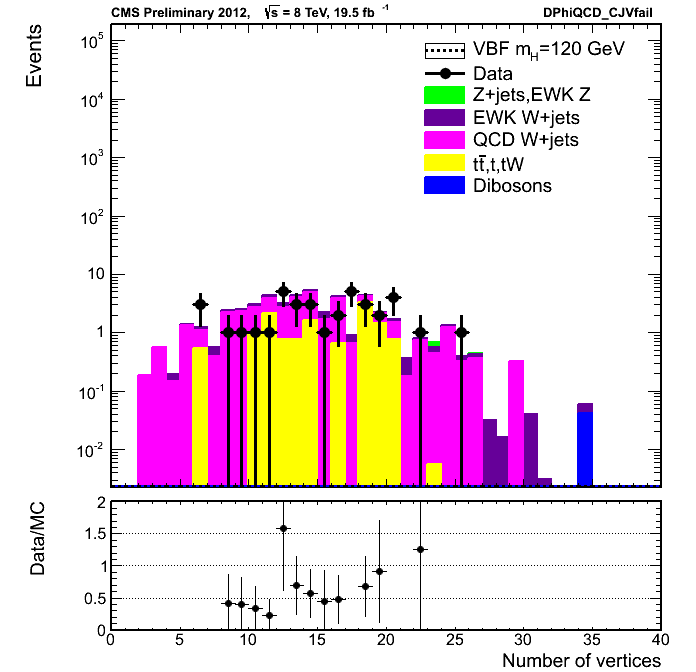 CMS Preliminary 2012, √s = 8 TeV, 19.5 fb⁻¹ DPhiQCD_CJVfail
Events
10⁵
10⁴
10³
10²
10
1
10⁻¹
10⁻²
VBF m_H=120 GeV
Data
Z+jets,EWK Z
EWK W+jets
QCD W+jets
tt̄,t,tW
Dibosons
Data/MC
2
1.5
1
0.5
0
0 5 10 15 20 25 30 35 40
Number of vertices